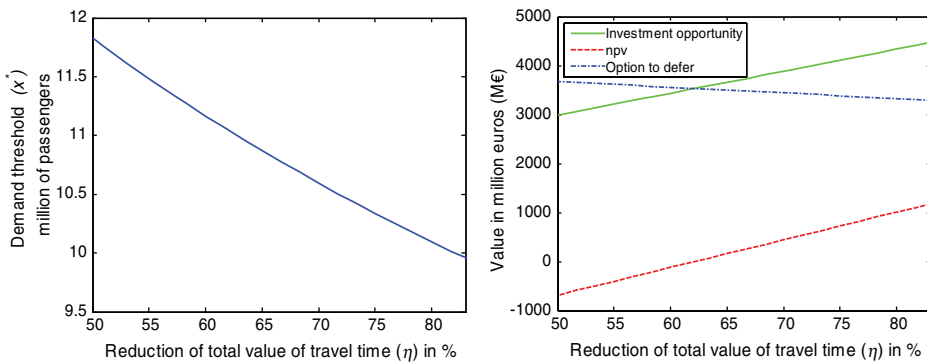 12
11.5
11
10.5
10
9.5
Demand threshold (x*)
million of passengers
50 55 60 65 70 75 80
Reduction of total value of travel time (η) in %
5000
4000
3000
2000
1000
0
-1000
Value in million euros (M€)
Investment opportunity
npv
Option to defer
50 55 60 65 70 75 80
Reduction of total value of travel time (η) in %